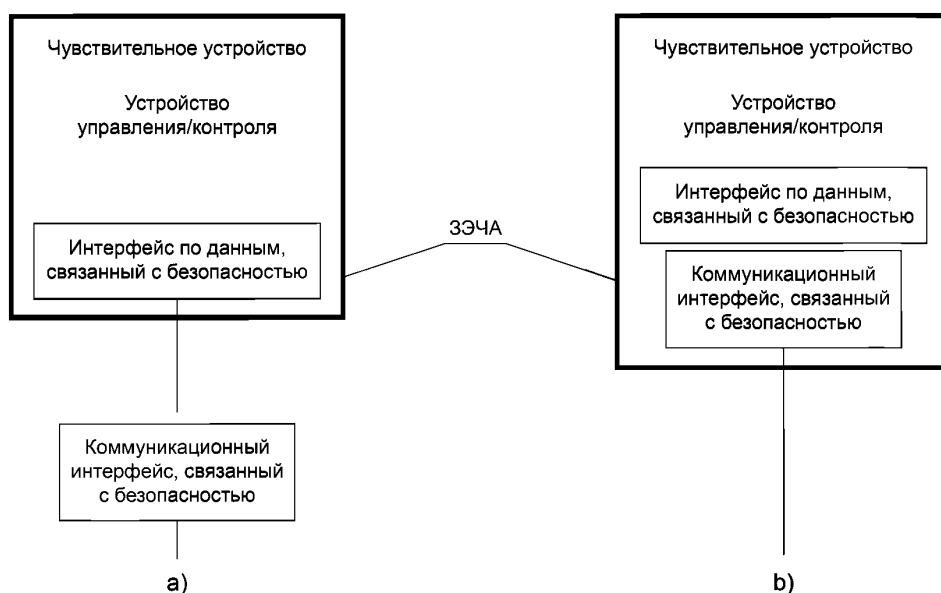 Чувствительное устройство
Устройство
управления/контроля
Интерфейс по данным,
связанный с безопасностью
Коммуникационный
интерфейс, связанный
с безопасностью
а)
ЗЭЧА
Чувствительное устройство
Устройство
управления/контроля
Интерфейс по данным,
связанный с безопасностью
Коммуникационный
интерфейс, связанный
с безопасностью
b)